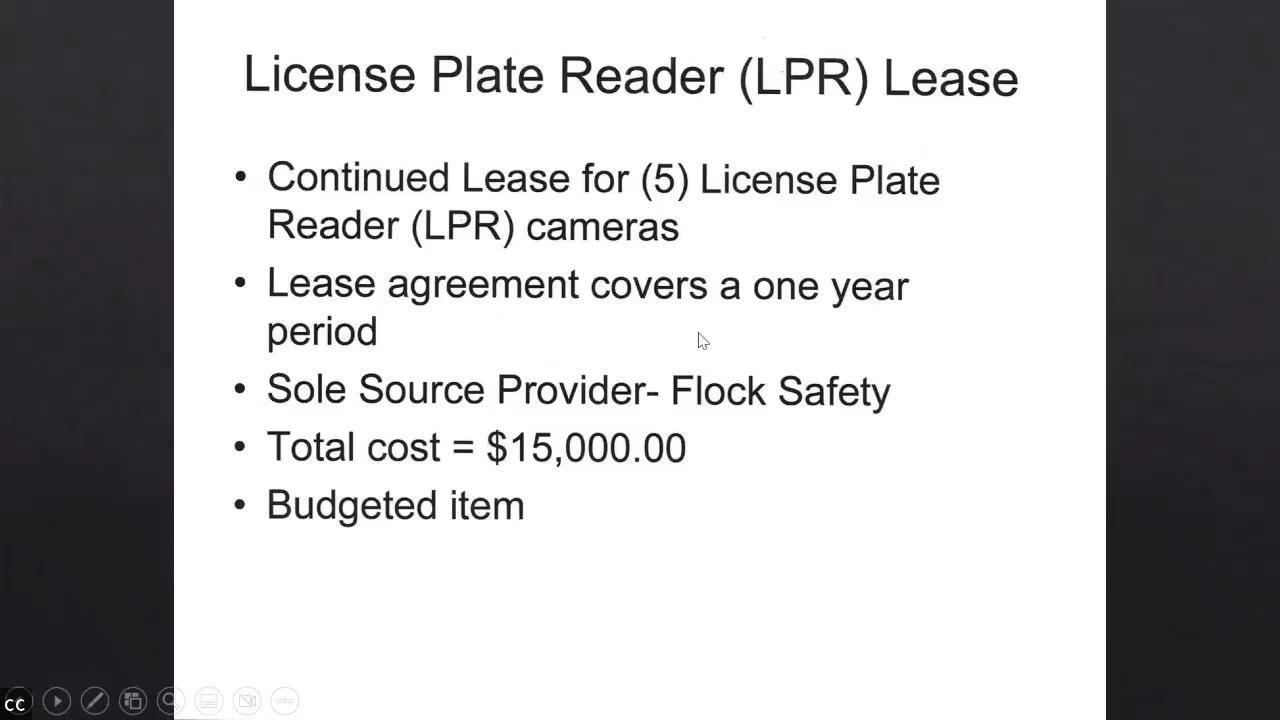 License Plate Reader (LPR) Lease
• Continued Lease for (5) License Plate
Reader (LPR) cameras
• Lease agreement covers a one year
period
• Sole Source Provider- Flock Safety
• Total cost = $15,000.00
• Budgeted item
CC